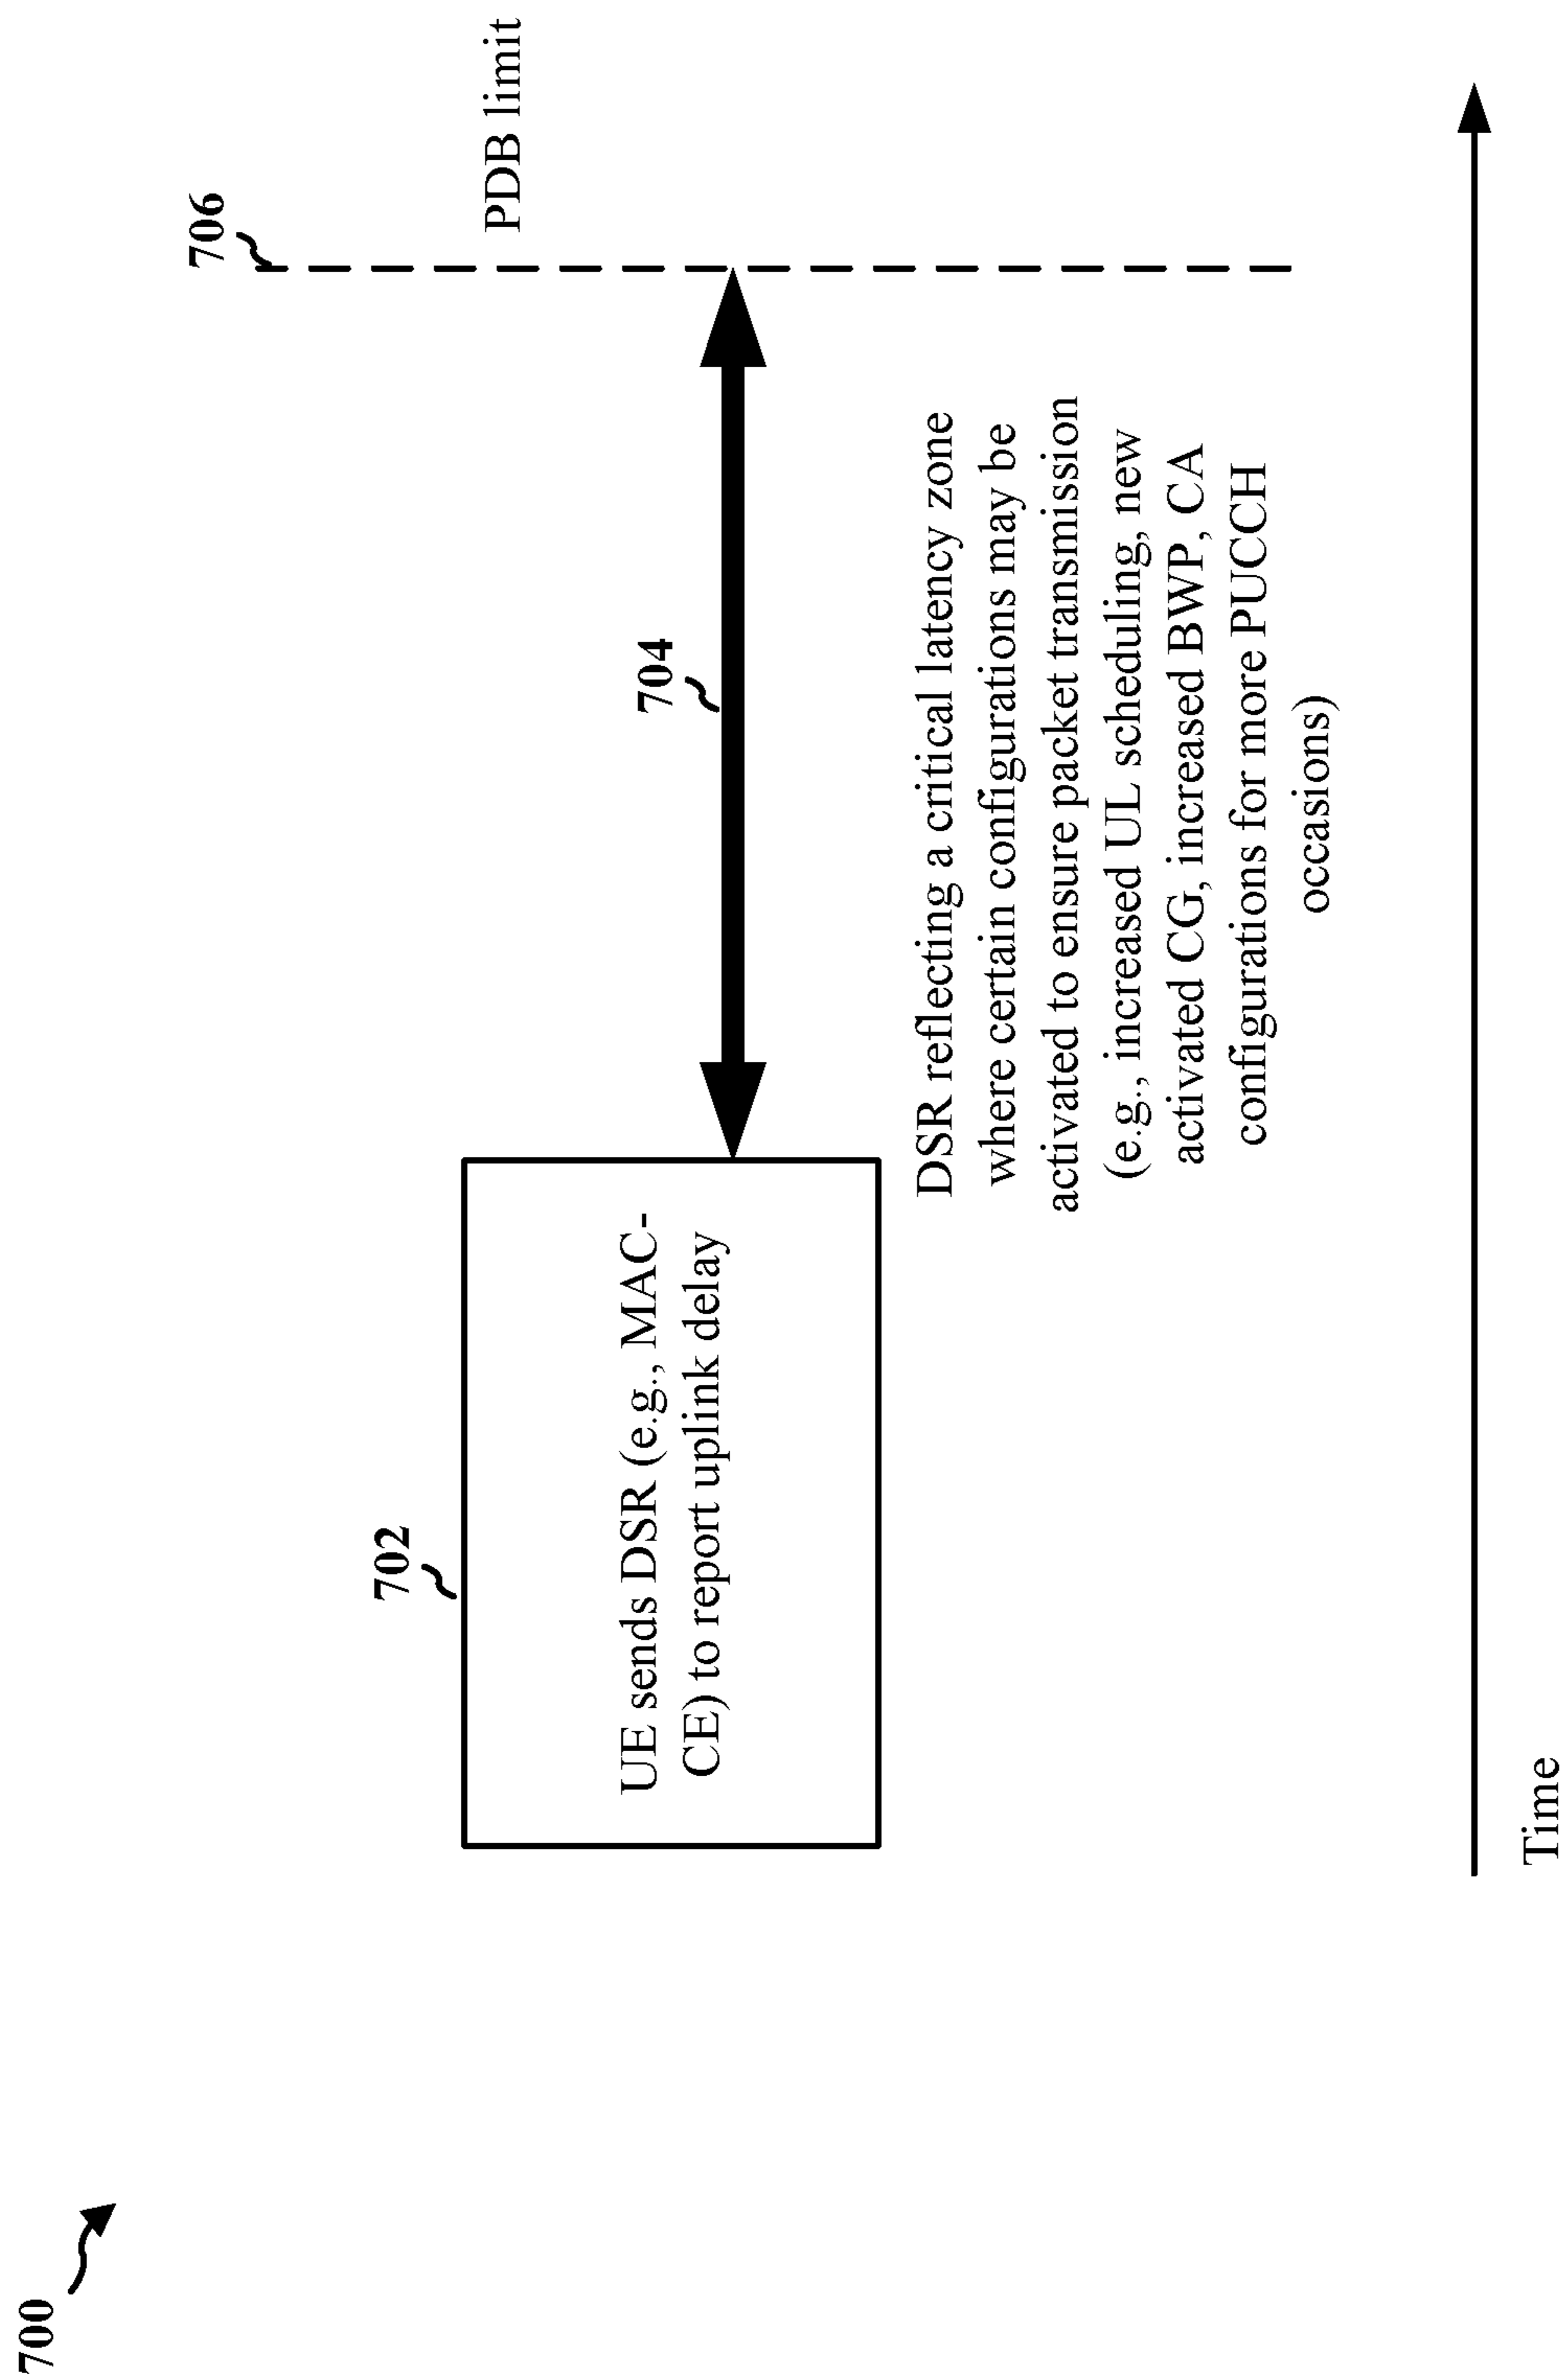 700
702
UE sends DSR (e.g., MAC-
CE) to report uplink delay
704
706
PDB limit
DSR reflecting a critical latency zone
where certain configurations may be
activated to ensure packet transmission
(e.g., increased UL scheduling, new
activated CG, increased BWP, CA
configurations for more PUCCH
occasions)
Time